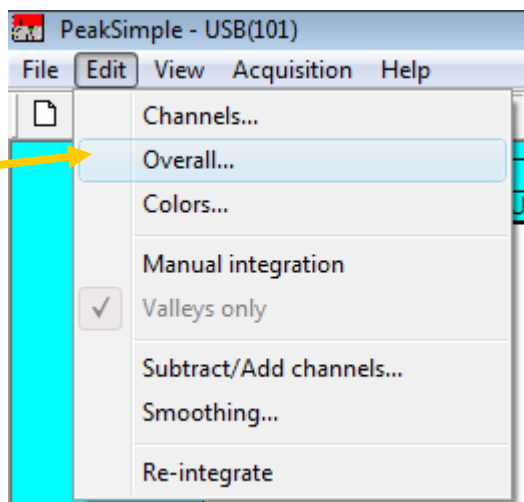 PeakSimple - USB(101)
File Edit View Acquisition Help
Channels...
Overall...
Colors...
Manual integration
Valleys only
Subtract/Add channels...
Smoothing...
Re-integrate